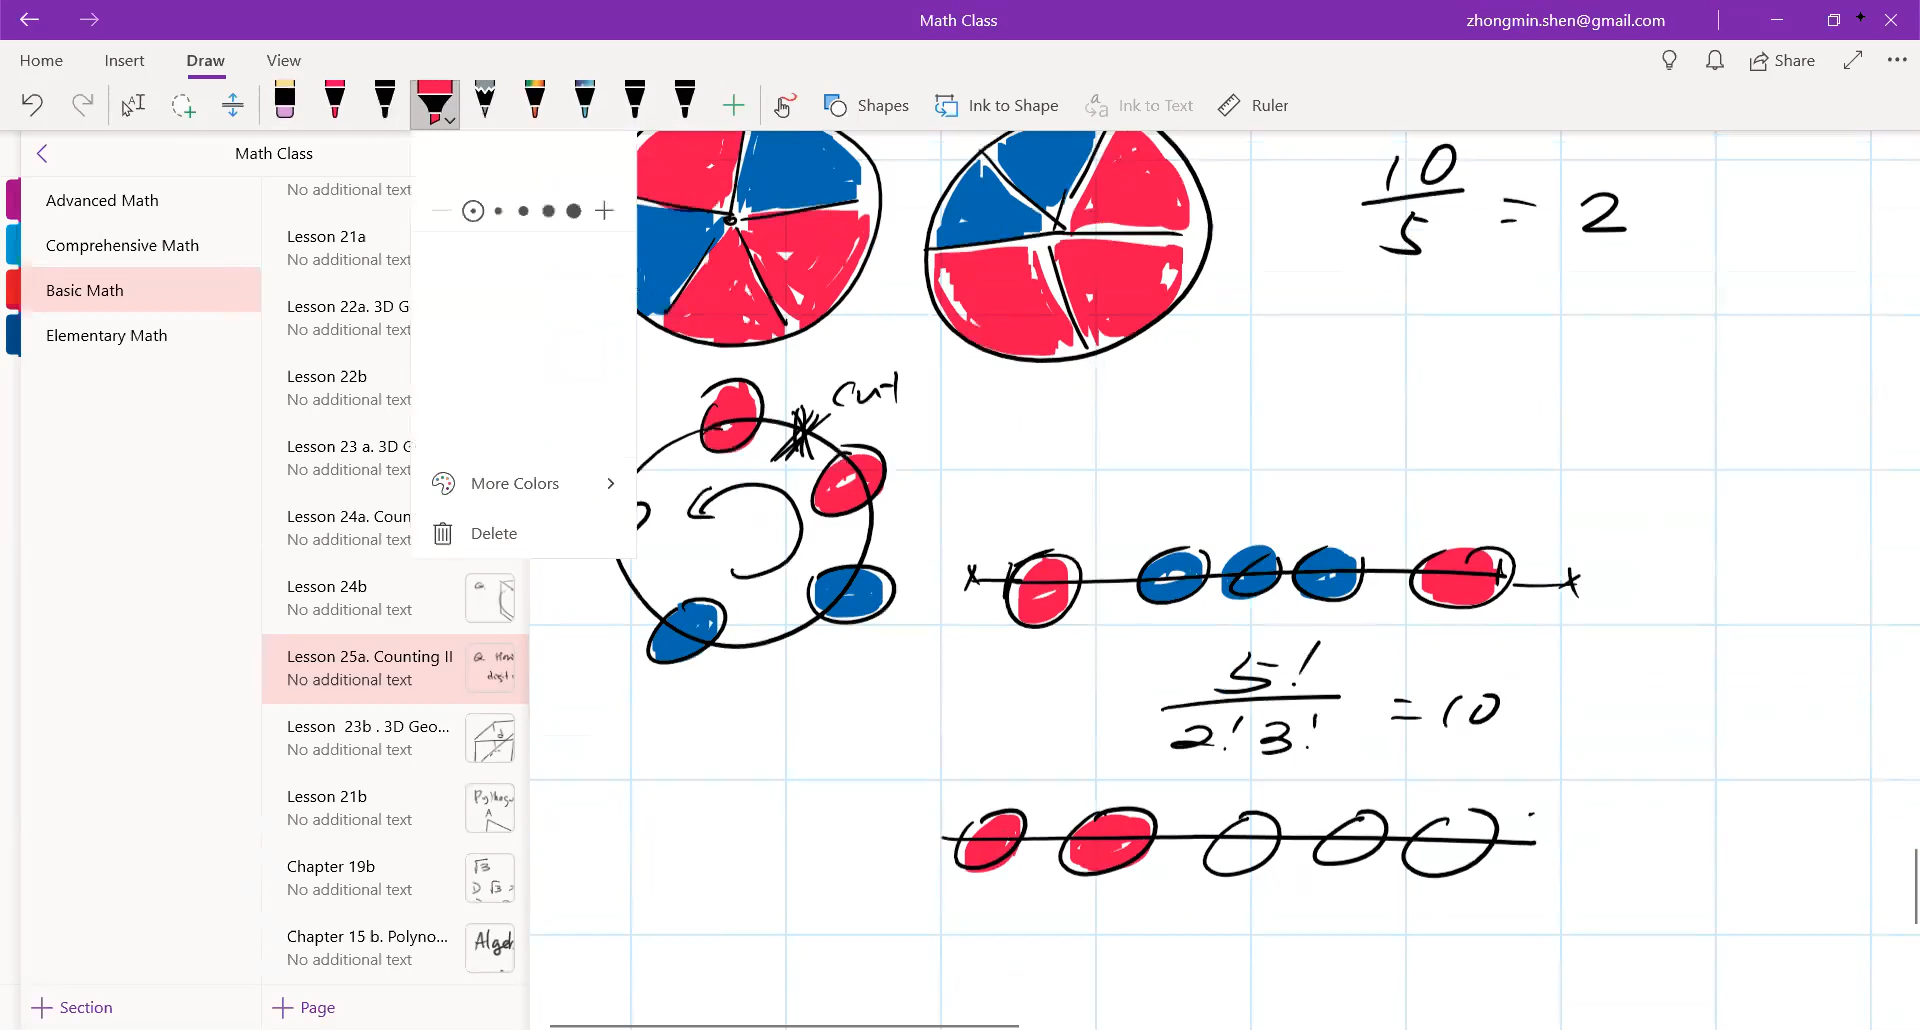 Math Class
zhongmin.shen@gmail.com
Home
Insert
Draw
View
Share
Shapes
Ink to Shape
Ink to Text
Ruler
Math Class
Advanced Math
Comprehensive Math
Basic Math
Elementary Math
No additional text
Lesson 21a
No additional text
Lesson 22a. 3D G
No additional text
Lesson 22b
No additional text
Lesson 23 a. 3D G
No additional text
Lesson 24a. Coun
No additional text
Lesson 24b
No additional text
Lesson 25a. Counting II
No additional text
Lesson 23b . 3D Geo...
No additional text
Lesson 21b
No additional text
Chapter 19b
No additional text
Chapter 15 b. Polyno...
No additional text
Section
Page
More Colors
Delete
10/5 = 2
cut
5!/2!3! = 10